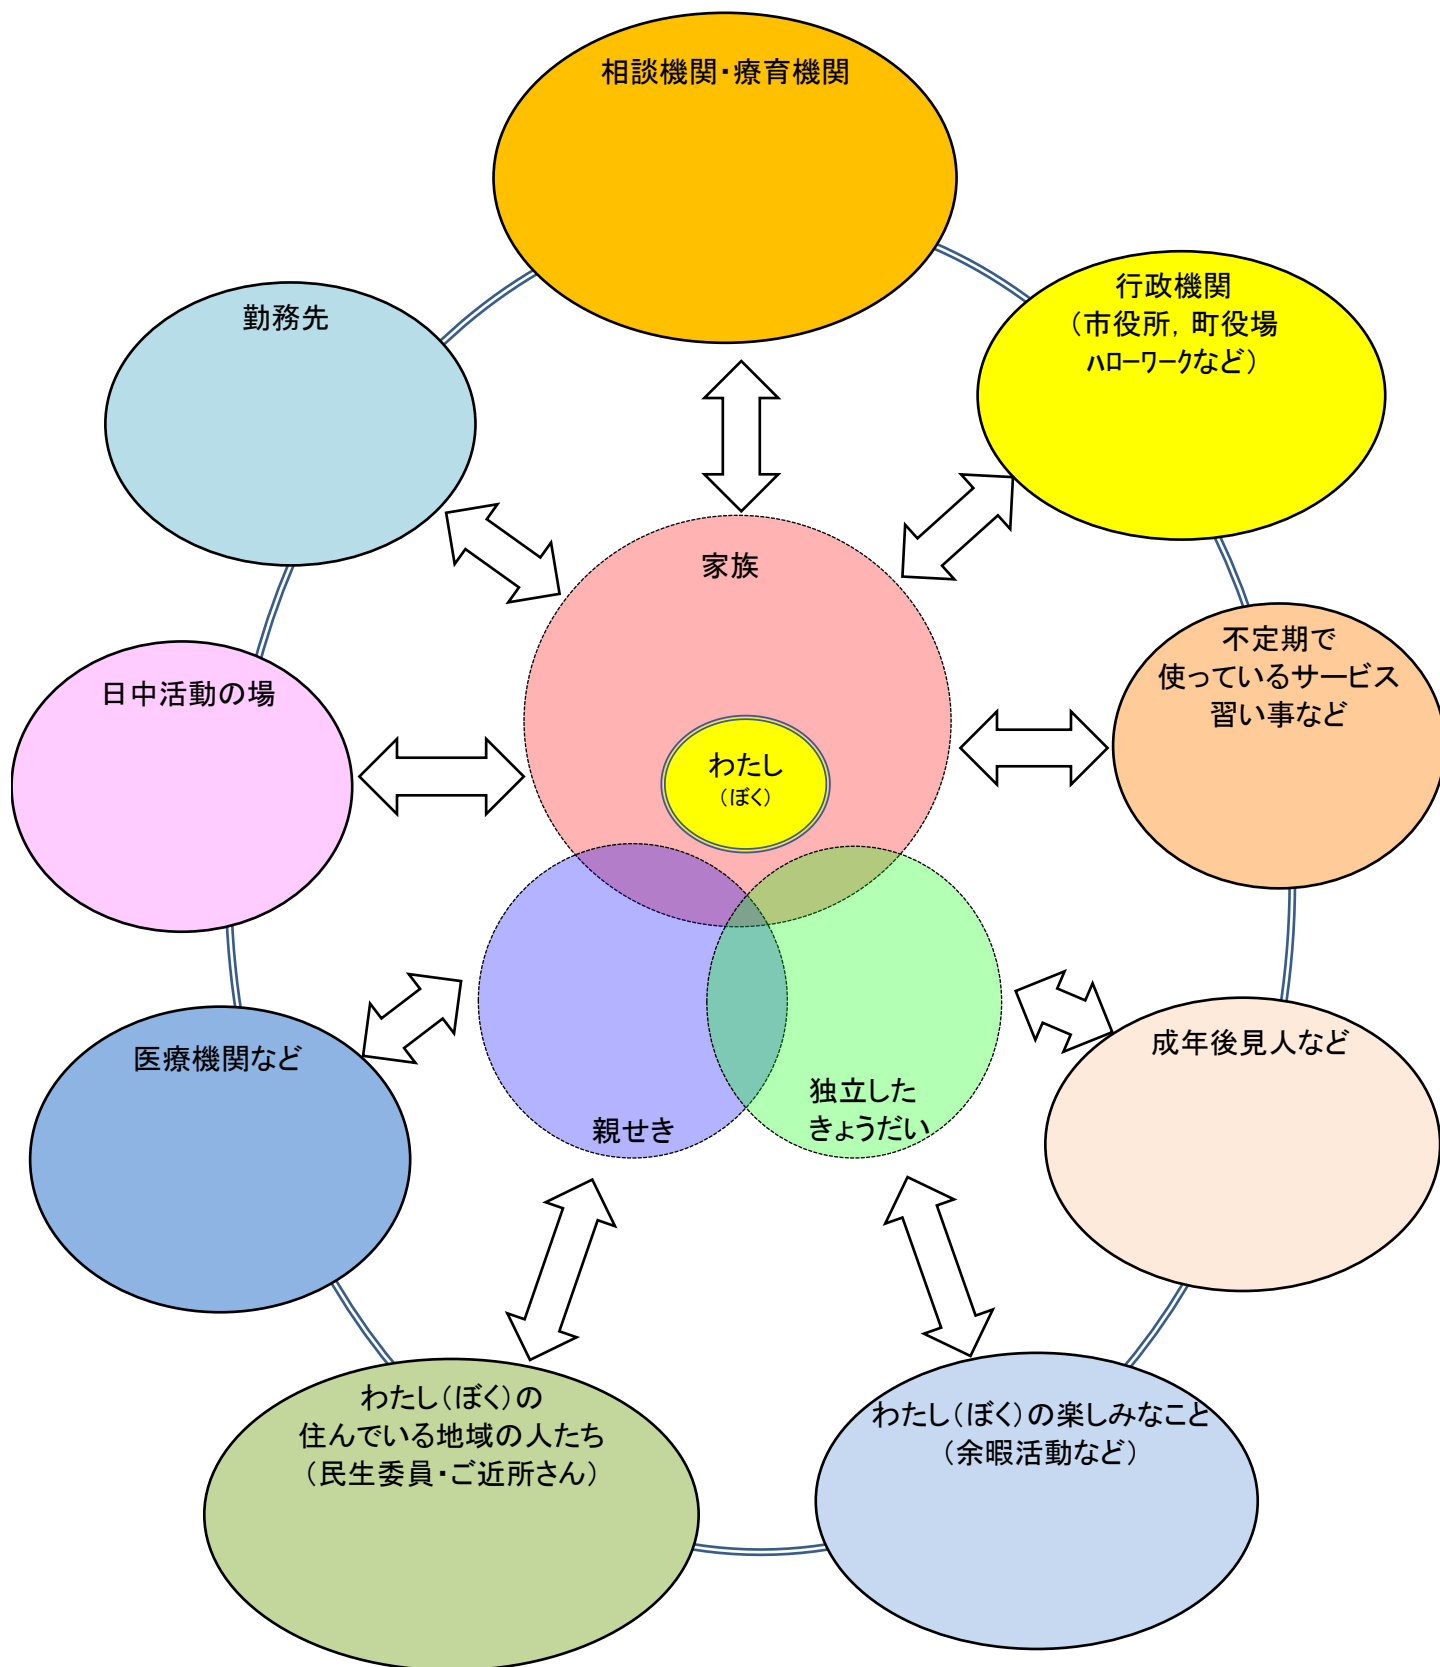 相談機関・療育機関
行政機関
（市役所，町役場
ﾊﾛｰﾜｰｸなど）
勤務先
家族
不定期で
使っているサービス
習い事など
日中活動の場
わたし
（ぼく）
成年後見人など
医療機関など
独立した
きょうだい
親せき
わたし（ぼく）の
住んでいる地域の人たち
（民生委員・ご近所さん）
わたし（ぼく）の楽しみなこと
（余暇活動など）